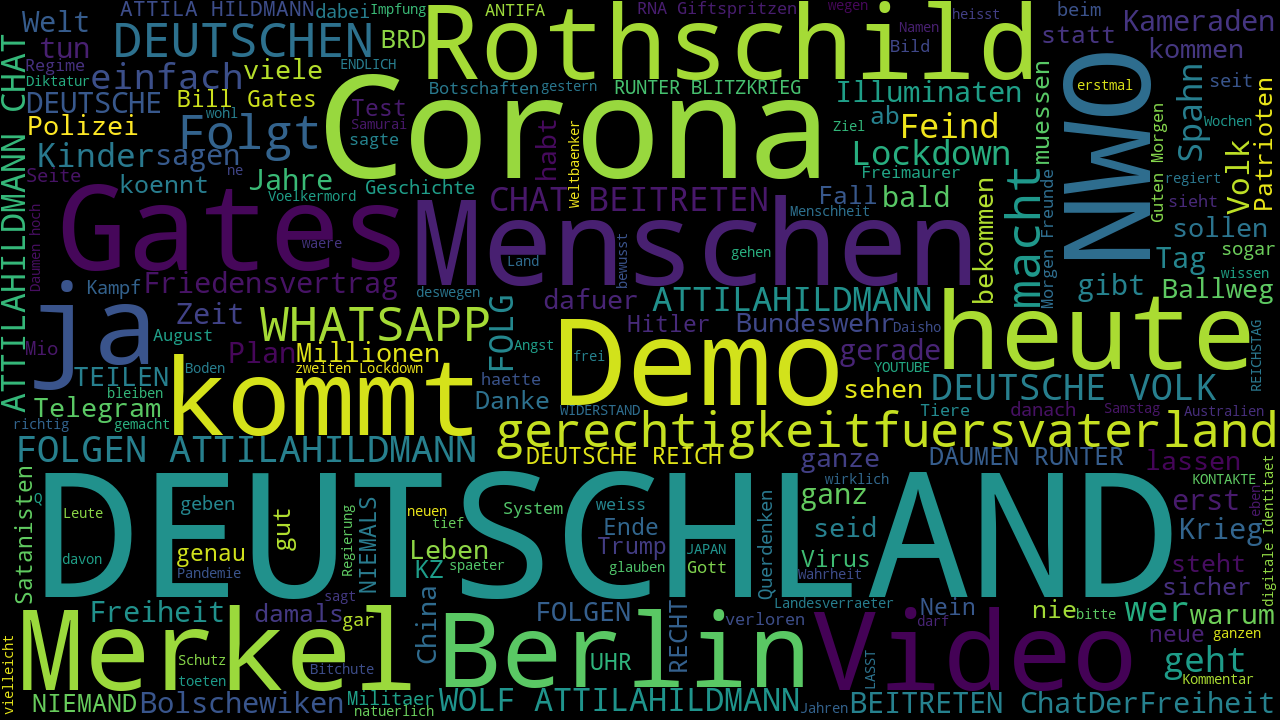 ATTILA HILDMANN
dabei
Impfung
ANTIFA
RNA Giftspritzen
wegen
heisst
beim
Kameraden
Welt
DEUTSCHEN
BRD
Rothschild
Namen
Bild
statt
kommen
tun
Regime
Diktatur
einfach
viele
ENDLICH
Botschaften
gestern
RUNTER BLITZKRIEG
Illuminaten
NWO
erstmal
seit
DEUTSCHE
Bill Gates
Test
Corona
Ziel
ab
Feind
muessen
Guten Morgen
Spahn
Wochen
Polizei
wohl
Folgt
Samurai
sagte
habt
Weltbaenker
Lockdown
Volk
Patrioten
Kinder
sagen
ne
Freimaurer
regiert
Seite
koennt
Jahre
Voelkermord
Geschichte
CHAT BEITRETEN
Fall
bald
sieht
ATTILAHILDMANN CHAT
Daumen hoch
Gates
waere
Menschen
Menschheit
bekommen
macht
Morgen Freunde
sollen
sogar
Land
bewusst
gehen
Tag
wissen
Kampf
Friedensvertrag
deswegen
dafuer
ATTILAHILDMANN
gibt
Ballweg
ja
Zeit
WHATSAPP
FOLG
Hitler
Bundeswehr
Daisho
heute
REICHSTAG
August
Mio
Plan
Millionen
Angst
Demo
frei
gerade
Boden
zweiten Lockdown
YOUTUBE
TEILEN
kommt
haette
sehen
DEUTSCHE VOLK
bleiben
Telegram
Danke
WIDERSTAND
Tiere
danach
Samstag
Australien
richtig
gemacht
gerechtigkeitfuersvaterland
FOLGEN ATTILAHILDMANN
DEUTSCHE REICH
ganze
DAUMEN RUNTER
lassen
Satanisten
Q
DEUTSCHLAND
wirklich
KONTAKTE
Leute
geben
gut
Regierung
NIEMALS
neuen
tief
System
weiss
Querdenken
ganz
erst
eben
digitale Identitaet
davon
genau
Ende
seid
Krieg
Pandemie
Leben
KZ
spaeter
Trump
JAPAN
Virus
steht
glauben
Gott
Wahrheit
sicher
Freiheit
sagt
damals
gar
China
FOLGEN
RECHT
Landesverraeter
Nein
nie
bitte
wer
warum
vielleicht
Merkel
Schutz
toeten
Bitchute
Berlin
UHR
verloren
Video
darf
neue
ganzen
LASST
geht
Kommentar
NIEMAND
Bolschewiken
Militaer
natuerlich
WOLF ATTILAHILDMANN
Jahren
BEITRETEN ChatDerFreiheit